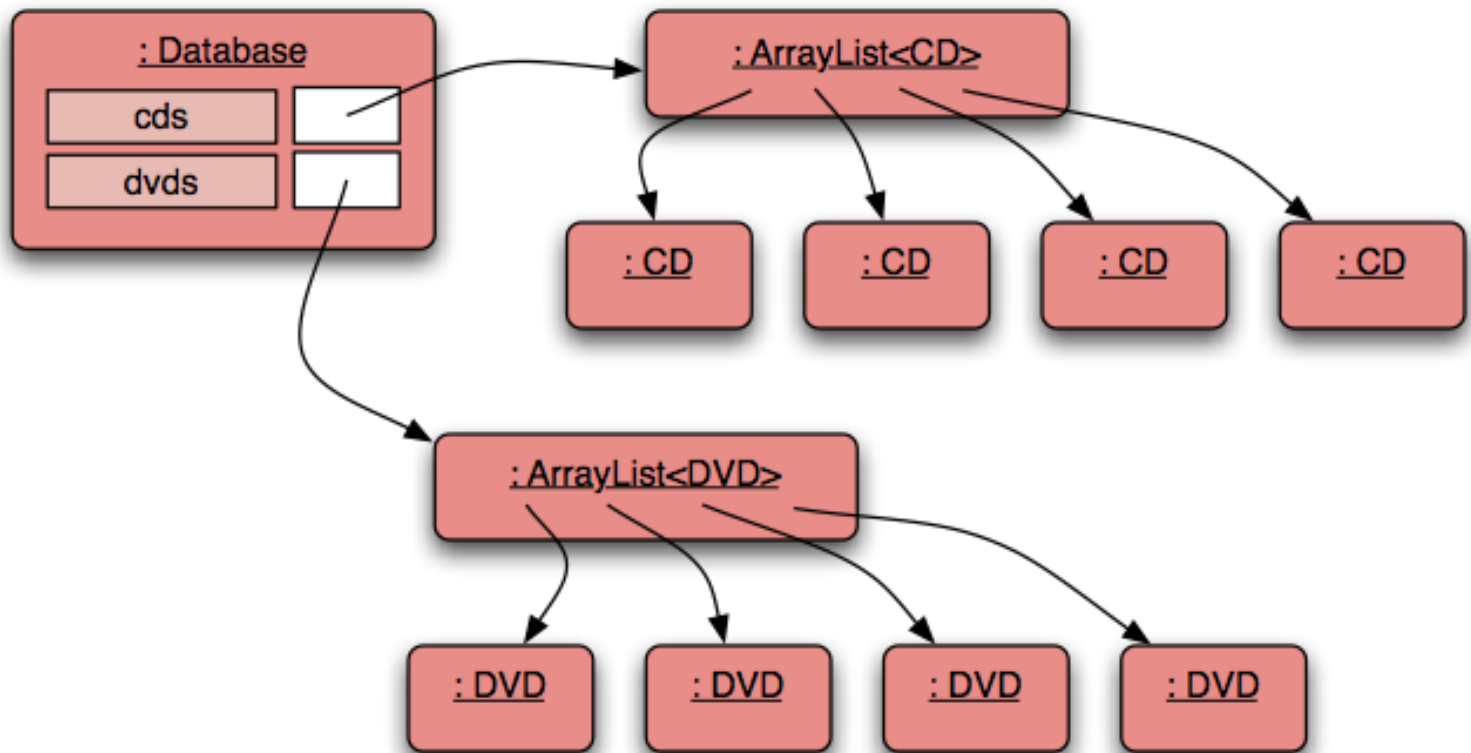 : Database
cds
dvds
: ArrayList<CD>
: CD
: CD
: CD
: CD
: ArrayList<DVD>
: DVD
: DVD
: DVD
: DVD